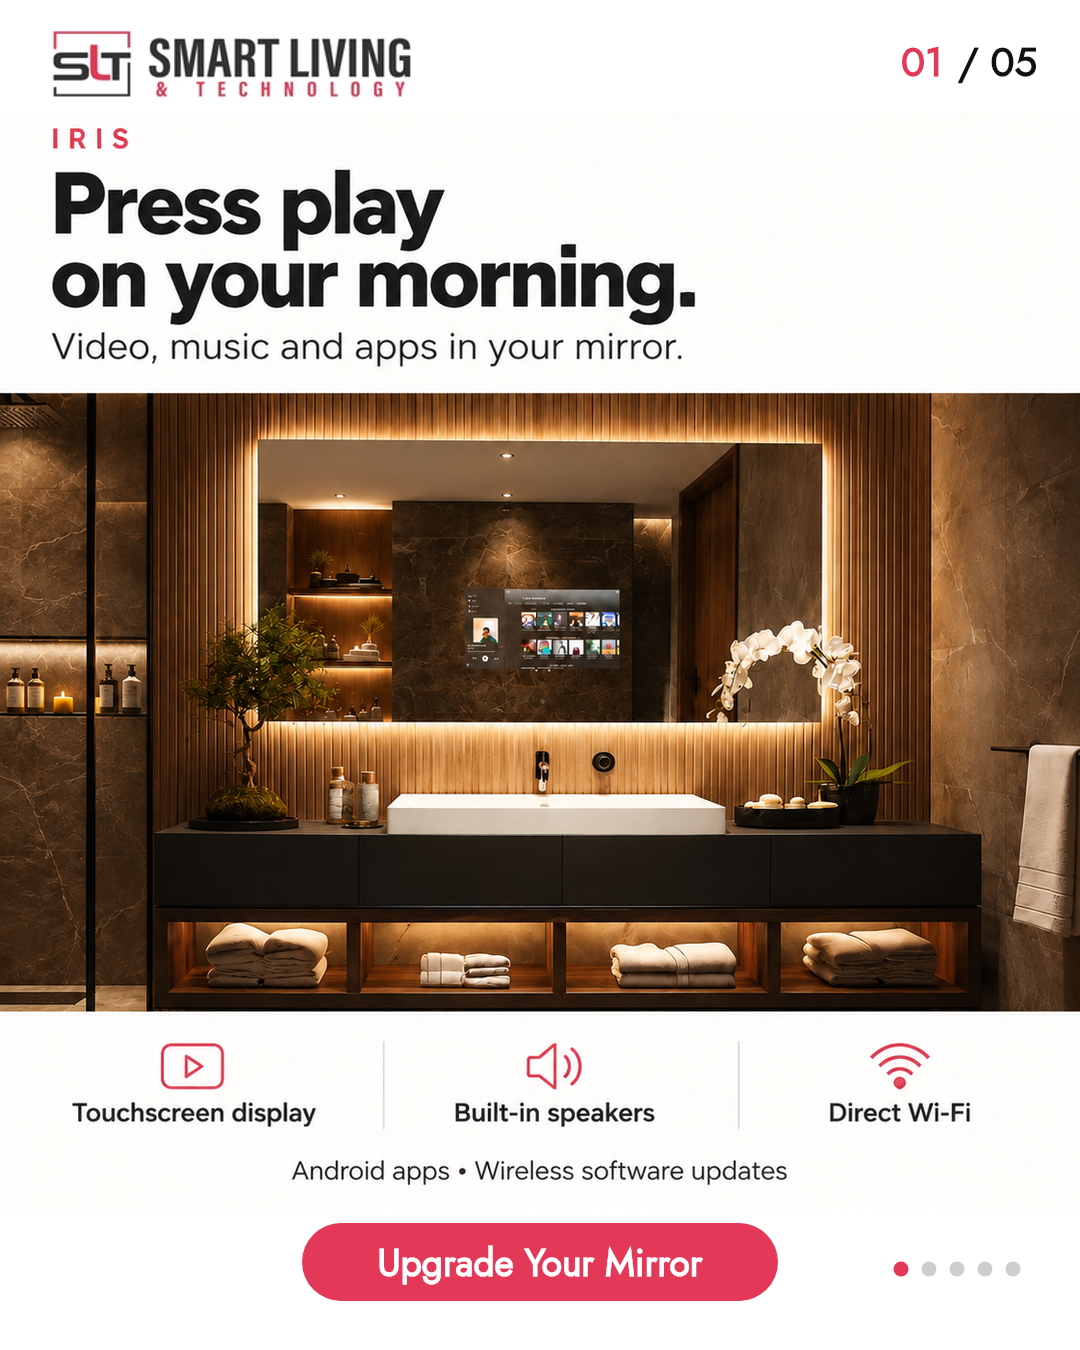 SLT SMART LIVING
& TECHNOLOGY
01 / 05
IRIS
Press play
on your morning.
Video, music and apps in your mirror.
Touchscreen display
Built-in speakers
Direct Wi-Fi
Android apps • Wireless software updates
Upgrade Your Mirror